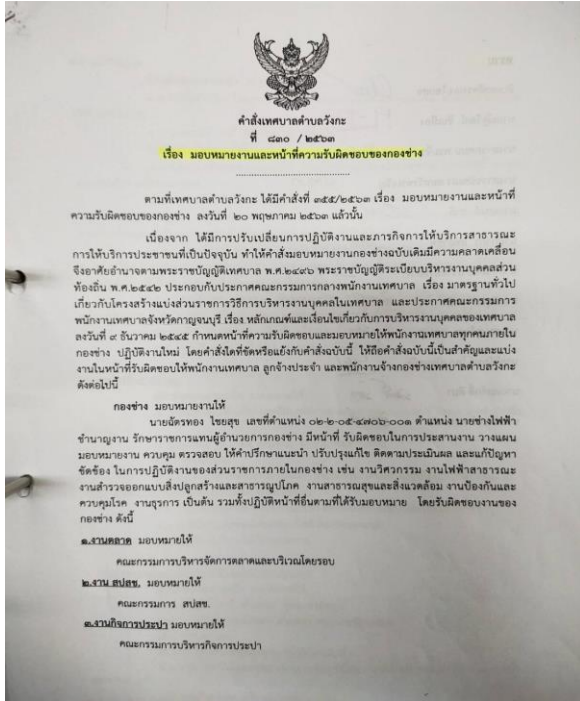 คำสั่งเทศบาลตำบลวังกะ
ที่ ๘๓๐ / ๒๕๖๓
เรื่อง มอบหมายงานและหน้าที่ความรับผิดชอบของกองช่าง
ตามที่เทศบาลตำบลวังกะ ได้มีคำสั่งที่ ๓๕๕/๒๕๖๓ เรื่อง มอบหมายงานและหน้าที่
ความรับผิดชอบของกองช่าง ลงวันที่ ๒๐ พฤษภาคม ๒๕๖๓ แล้วนั้น
เนื่องจาก ได้มีการปรับเปลี่ยนการปฏิบัติงานและภารกิจการให้บริการสาธารณะ
การให้บริการประชาชนที่เป็นปัจจุบัน ทำให้คำสั่งมอบหมายงานกองช่างฉบับเดิมมีความคลาดเคลื่อน
จึงอาศัยอำนาจตามพระราชบัญญัติเทศบาล พ.ศ.๒๔๙๖ พระราชบัญญัติระเบียบบริหารงานบุคคลส่วน
ท้องถิ่น พ.ศ.๒๕๔๒ ประกอบกับประกาศคณะกรรมการกลางพนักงานเทศบาล เรื่อง มาตรฐานทั่วไป
เกี่ยวกับโครงสร้างแบ่งส่วนราชการวิธีการบริหารงานบุคคลในเทศบาล และประกาศคณะกรรมการ
พนักงานเทศบาลจังหวัดกาญจนบุรี เรื่อง หลักเกณฑ์และเงื่อนไขเกี่ยวกับการบริหารงานบุคคลของเทศบาล
ลงวันที่ ๙ ธันวาคม ๒๕๔๕ กำหนดหน้าที่ความรับผิดชอบและมอบหมายให้พนักงานเทศบาลทุกคนภายใน
กองช่าง ปฏิบัติงานใหม่ โดยคำสั่งใดที่ขัดหรือแย้งกับคำสั่งฉบับนี้ ให้ถือคำสั่งฉบับนี้เป็นสำคัญและแบ่ง
งานในหน้าที่รับผิดชอบให้พนักงานเทศบาล ลูกจ้างประจำ และพนักงานจ้างกองช่างเทศบาลตำบลวังกะ
ดังต่อไปนี้
กองช่าง มอบหมายงานให้
นายฉัตรทอง ไชยสุข เลขที่ตำแหน่ง ๐๒-๒-๐๕-๔๗๐๖-๐๐๑ ตำแหน่ง นายช่างไฟฟ้า
ชำนาญงาน รักษาราชการแทนผู้อำนวยการกองช่าง มีหน้าที่ รับผิดชอบในการประสานงาน วางแผน
มอบหมายงาน ควบคุม ตรวจสอบ ให้คำปรึกษาแนะนำ ปรับปรุงแก้ไข ติดตามประเมินผล และแก้ปัญหา
ขัดข้อง ในการปฏิบัติงานของส่วนราชการภายในกองช่าง เช่น งานวิศวกรรม งานไฟฟ้าสาธารณะ
งานสำรวจออกแบบสิ่งปลูกสร้างและสาธารณูปโภค งานสาธารณสุขและสิ่งแวดล้อม งานป้องกันและ
ควบคุมโรค งานธุรการ เป็นต้น รวมทั้งปฏิบัติหน้าที่อื่นตามที่ได้รับมอบหมาย โดยรับผิดชอบงานของ
กองช่าง ดังนี้
๑.งานตลาด มอบหมายให้
คณะกรรมการบริหารจัดการตลาดและบริเวณโดยรอบ
๒.งาน สปสช. มอบหมายให้
คณะกรรมการ สปสช.
๓.งานกิจการประปา มอบหมายให้
คณะกรรมการบริหารกิจการประปา